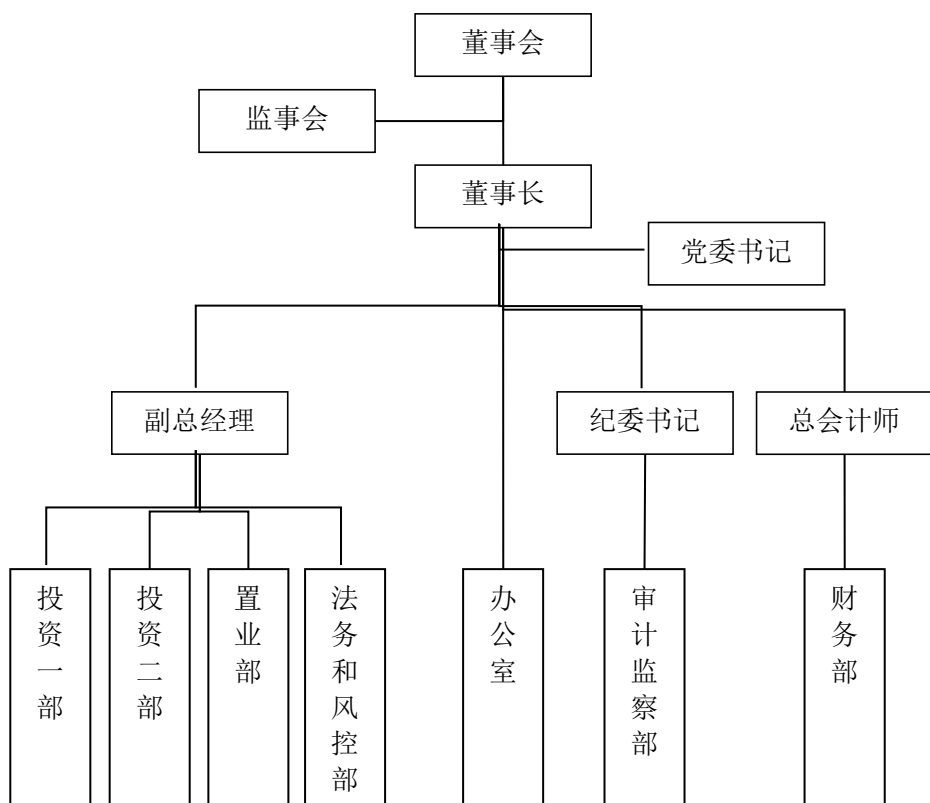 董事会
监事会
董事长
党委书记
副总经理
纪委书记
总会计师
投资一部
投资二部
置业部
法务和风控部
办公室
审计监察部
财务部